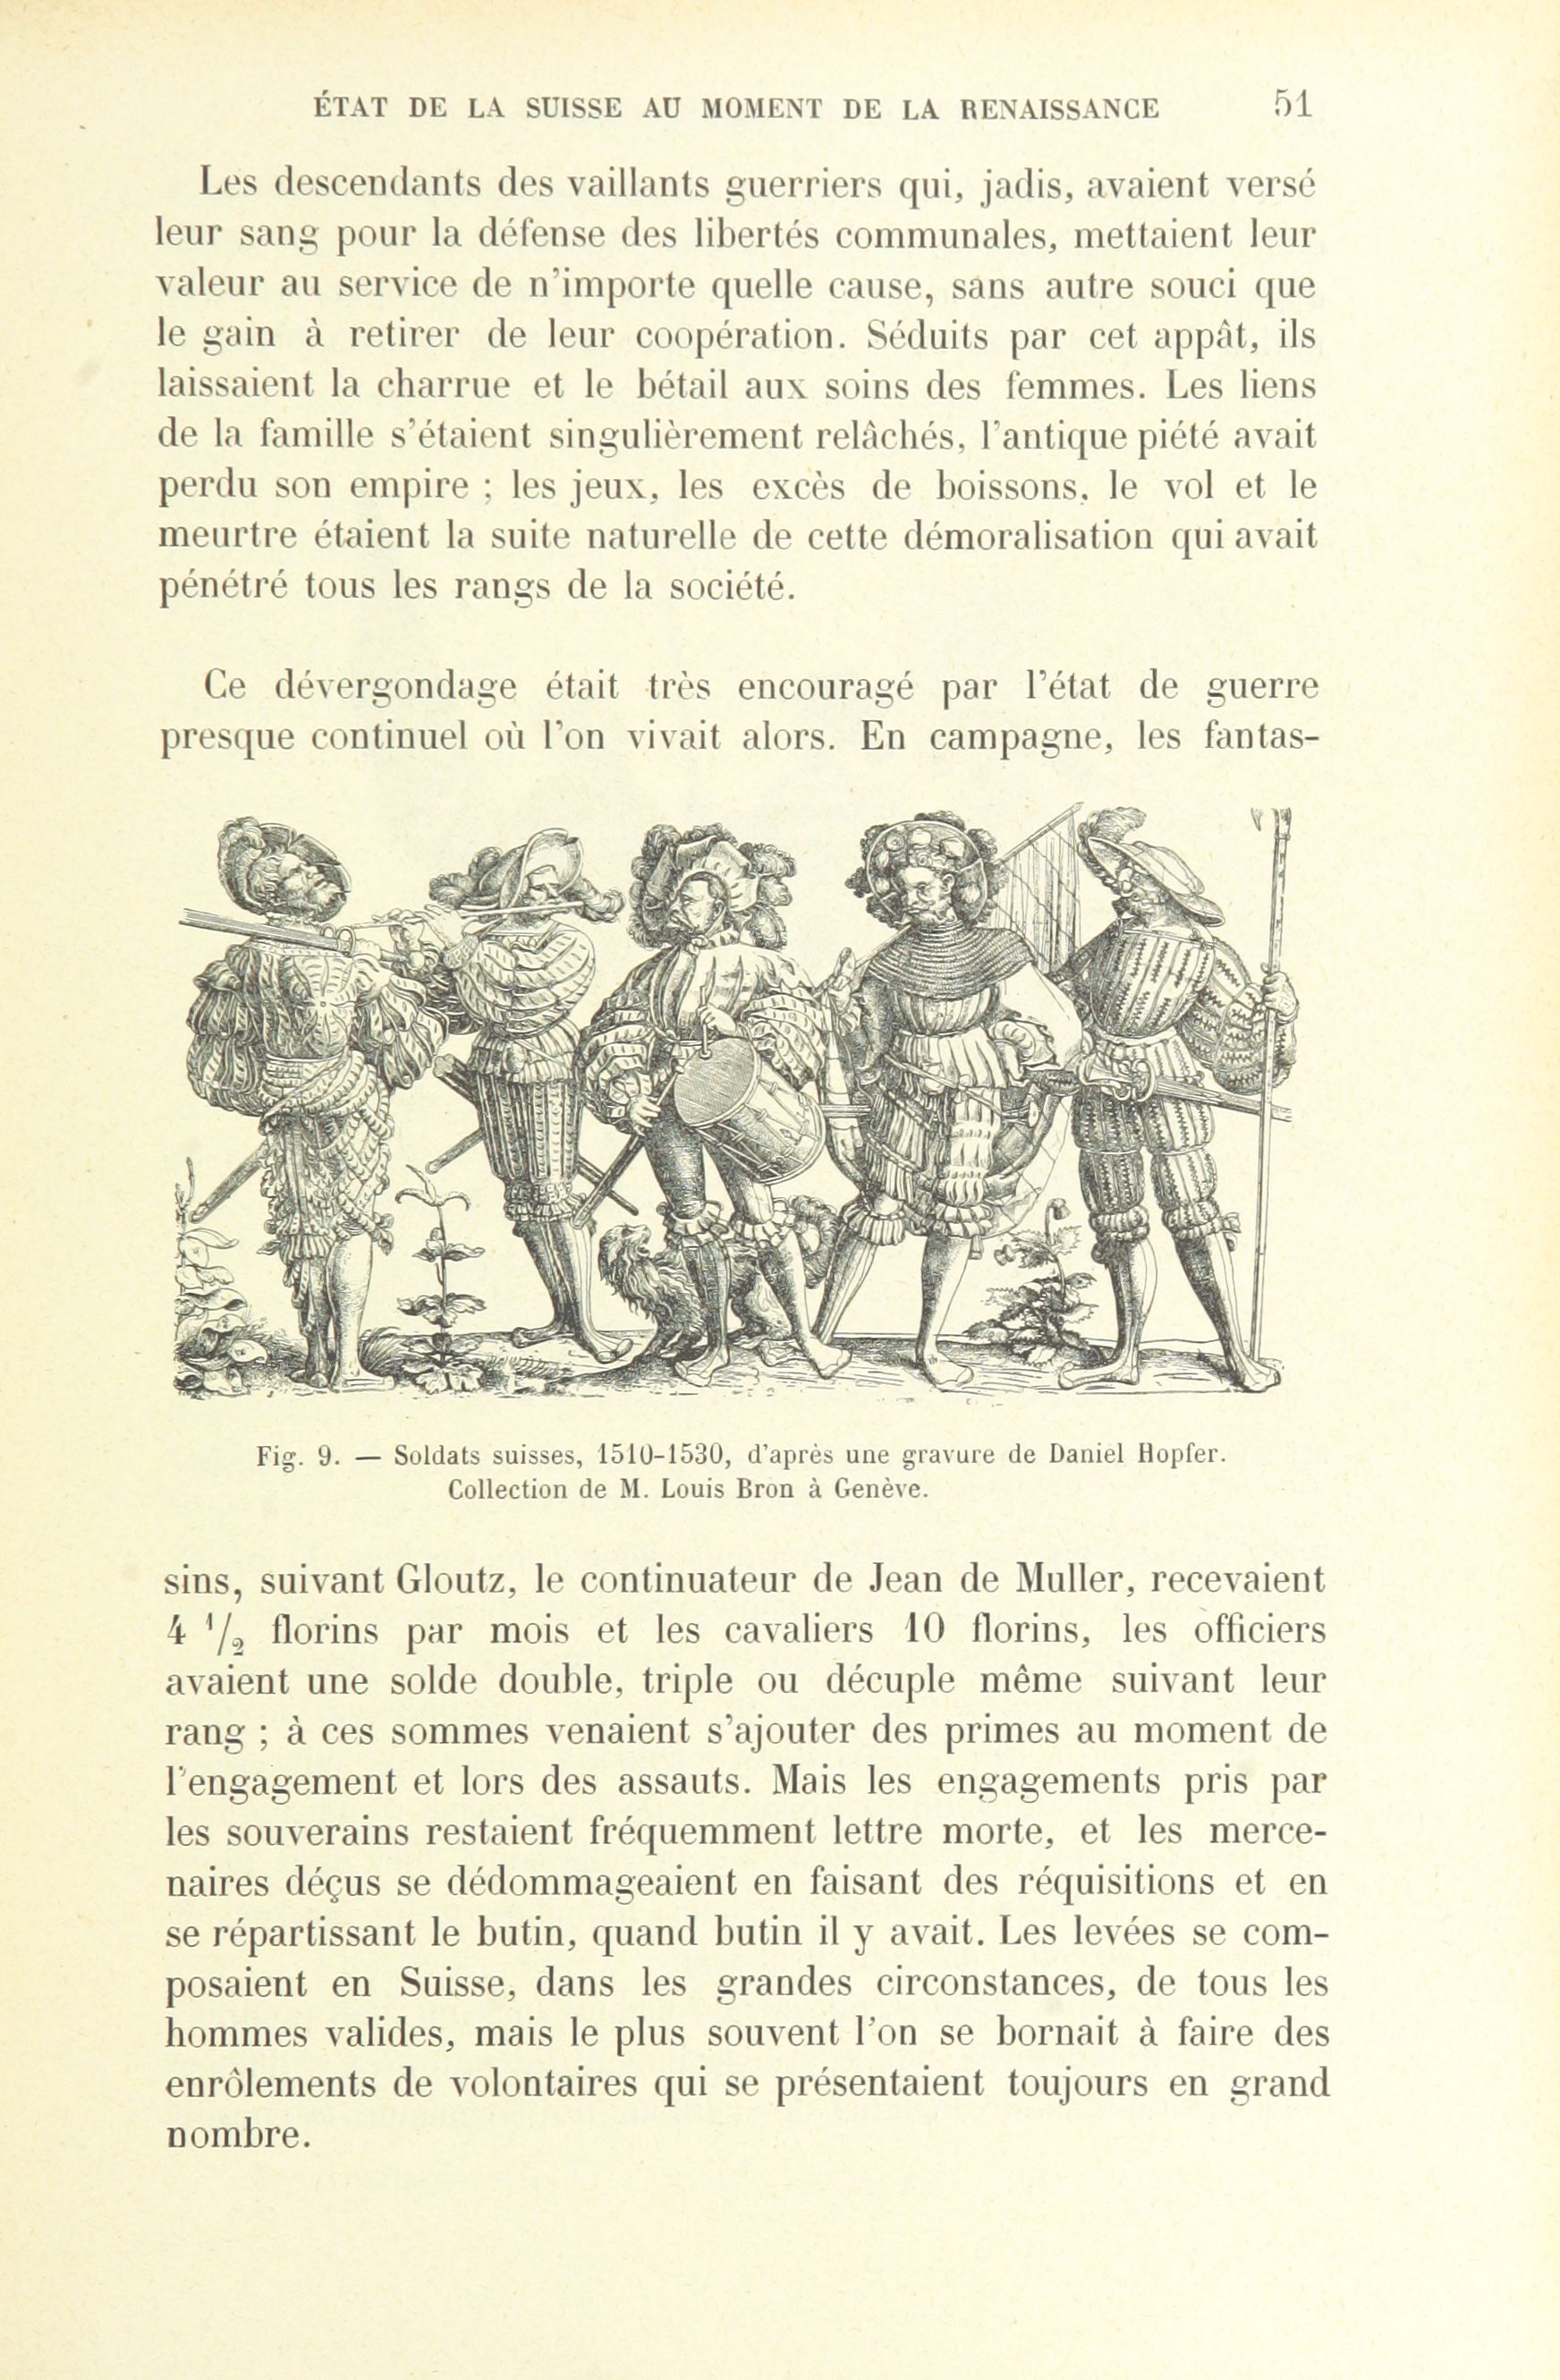 ÉTAT DE LA SUISSE AU MOMENT DE LA RENAISSANCE 51
Les descendants des vaillants guerriers qui, jadis, avaient versé
leur sang pour la défense des libertés communales, mettaient leur
valeur au service de n'importe quelle cause, sans autre souci que
le gain à retirer de leur coopération. Séduits par cet appât, ils
laissaient la charrue et le bétail aux soins des femmes. Les liens
de la famille s'étaient singulièrement relâchés, l'antique piété avait
perdu son empire ; les jeux, les excès de boissons, le vol et le
meurtre étaient la suite naturelle de cette démoralisation qui avait
pénétré tous les rangs de la société.
Ce dévergondage était très encouragé par l'état de guerre
presque continuel où l'on vivait alors. En campagne, les fantas-
Fig. 9. — Soldats suisses, 1510-1530, d'après une gravure de Daniel Hopfer.
Collection de M. Louis Bron à Genève.
sins, suivant Gloutz, le continuateur de Jean de Muller, recevaient
4 1/2 florins par mois et les cavaliers 10 florins, les officiers
avaient une solde double, triple ou décuple même suivant leur
rang ; à ces sommes venaient s'ajouter des primes au moment de
l'engagement et lors des assauts. Mais les engagements pris par
les souverains restaient fréquemment lettre morte, et les merce-
naires déçus se dédommageaient en faisant des réquisitions et en
se répartissant le butin, quand butin il y avait. Les levées se com-
posaient en Suisse, dans les grandes circonstances, de tous les
hommes valides, mais le plus souvent l'on se bornait à faire des
enrôlements de volontaires qui se présentaient toujours en grand
nombre.